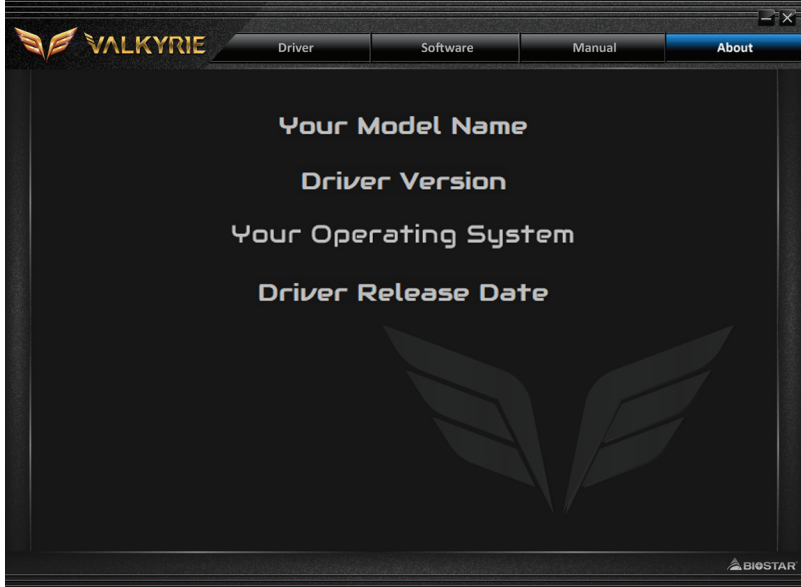 VALKYRIE
Driver Software Manual About
Your Model Name
Driver Version
Your Operating System
Driver Release Date
BIOSTAR